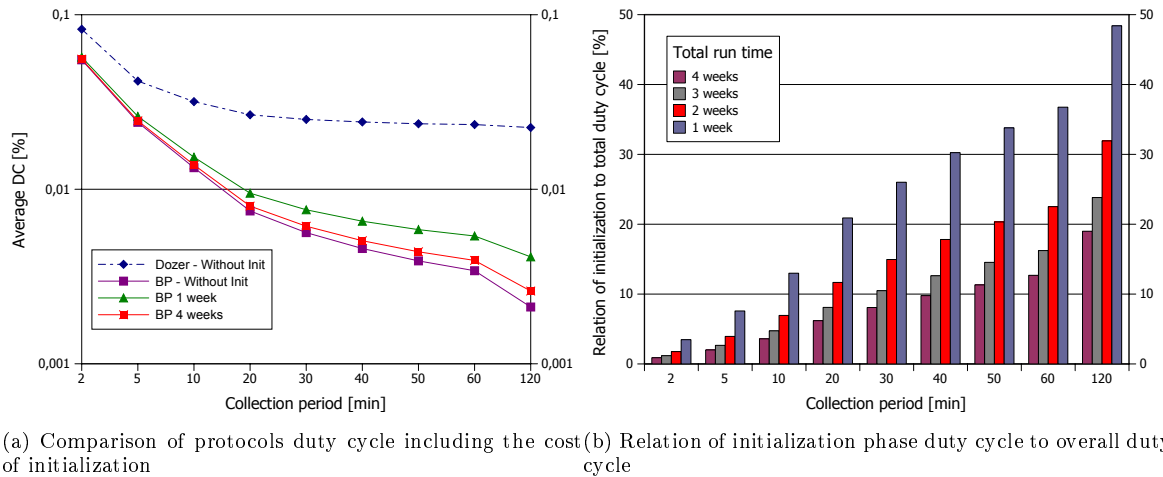 0,1
0,01
0,001
Average DC [%]
0,1
0,01
0,001
Dozer - Without Init
BP - Without Init
BP 1 week
BP 4 weeks
2 5 10 20 30 40 50 60 120
Collection period [min]
(a) Comparison of protocols duty cycle including the cost
of initialization
50
40
30
20
10
0
Relation of initialization to total duty cycle [%]
50
40
30
20
10
0
Total run time
4 weeks
3 weeks
2 weeks
1 week
2 5 10 20 30 40 50 60 120
Collection period [min]
(b) Relation of initialization phase duty cycle to overall duty
cycle